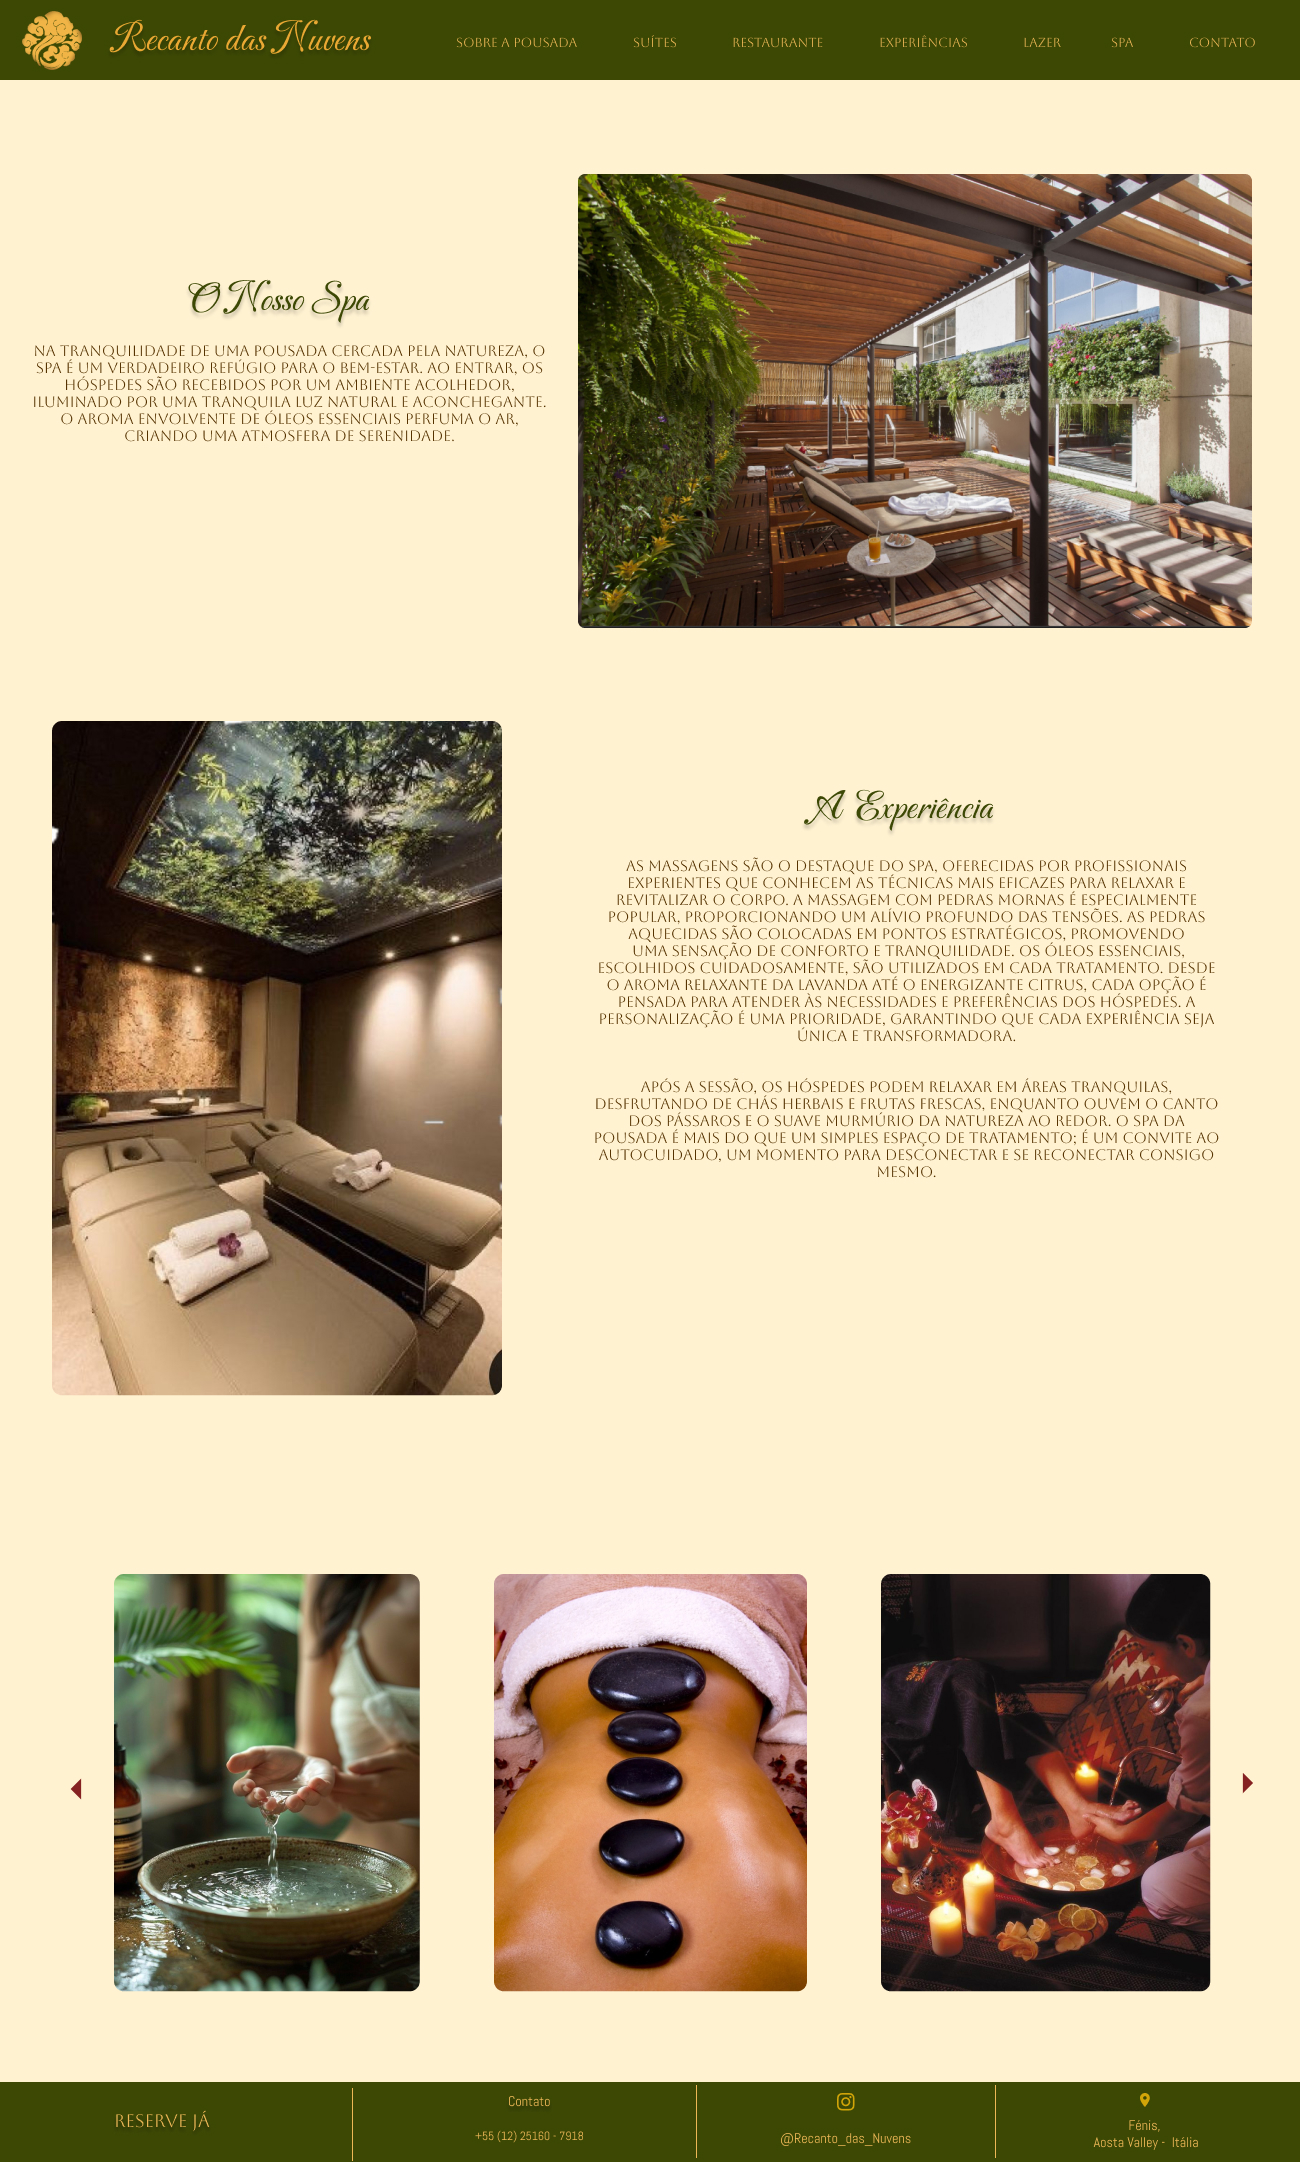 Recanto das Nuvens
SOBRE A POUSADA
SUÍTES
RESTAURANTE
EXPERIÊNCIAS
LAZER
SPA
CONTATO
O Nosso Spa
NA TRANQUILIDADE DE UMA POUSADA CERCADA PELA NATUREZA, O
SPA É UM VERDADEIRO REFÚGIO PARA O BEM-ESTAR. AO ENTRAR, OS
HÓSPEDES SÃO RECEBIDOS POR UM AMBIENTE ACOLHEDOR,
ILUMINADO POR UMA TRANQUILA LUZ NATURAL E ACONCHEGANTE.
O AROMA ENVOLVENTE DE ÓLEOS ESSENCIAIS PERFUMA O AR,
CRIANDO UMA ATMOSFERA DE SERENIDADE.
A Experiência
AS MASSAGENS SÃO O DESTAQUE DO SPA, OFERECIDAS POR PROFISSIONAIS
EXPERIENTES QUE CONHECEM AS TÉCNICAS MAIS EFICAZES PARA RELAXAR E
REVITALIZAR O CORPO. A MASSAGEM COM PEDRAS MORNAS É ESPECIALMENTE
POPULAR, PROPORCIONANDO UM ALÍVIO PROFUNDO DAS TENSÕES. AS PEDRAS
AQUECIDAS SÃO COLOCADAS EM PONTOS ESTRATÉGICOS, PROMOVENDO
UMA SENSAÇÃO DE CONFORTO E TRANQUILIDADE. OS ÓLEOS ESSENCIAIS,
ESCOLHIDOS CUIDADOSAMENTE, SÃO UTILIZADOS EM CADA TRATAMENTO. DESDE
O AROMA RELAXANTE DA LAVANDA ATÉ O ENERGIZANTE CITRUS, CADA OPÇÃO É
PENSADA PARA ATENDER ÀS NECESSIDADES E PREFERÊNCIAS DOS HÓSPEDES. A
PERSONALIZAÇÃO É UMA PRIORIDADE, GARANTINDO QUE CADA EXPERIÊNCIA SEJA
ÚNICA E TRANSFORMADORA.
APÓS A SESSÃO, OS HÓSPEDES PODEM RELAXAR EM ÁREAS TRANQUILAS,
DESFRUTANDO DE CHÁS HERBAIS E FRUTAS FRESCAS, ENQUANTO OUVEM O CANTO
DOS PÁSSAROS E O SUAVE MURMÚRIO DA NATUREZA AO REDOR. O SPA DA
POUSADA É MAIS DO QUE UM SIMPLES ESPAÇO DE TRATAMENTO; É UM CONVITE AO
AUTOCUIDADO, UM MOMENTO PARA DESCONECTAR E SE RECONECTAR CONSIGO
MESMO.
RESERVE JÁ
Contato
+55 (12) 25160 - 7918
@Recanto_das_Nuvens
Fénis,
Aosta Valley - Itália